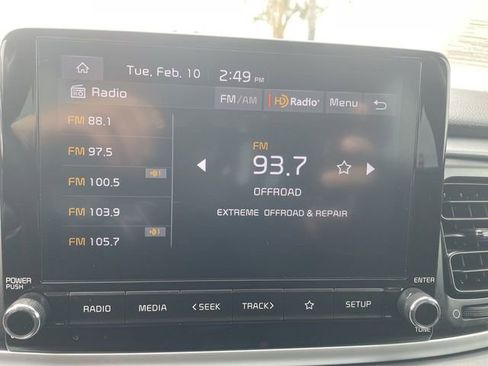 Tue, Feb. 10 2:49 PM
Radio FM/AM HD Radio Menu
FM 88.1
FM 97.5
FM 100.5 HD)
FM 103.9
FM 105.7 HD)
FM
93.7
OFFROAD
EXTREME OFFROAD & REPAIR
POWER
PUSH
RADIO MEDIA <SEEK TRACK> SETUP
ENTER
TUNE